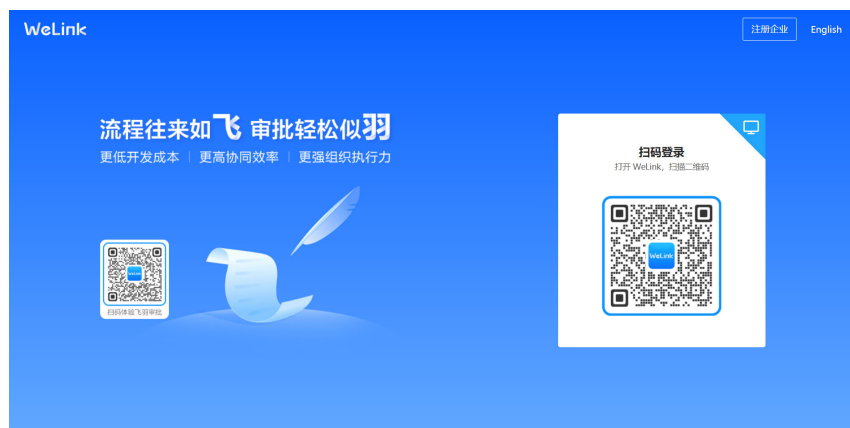 WeLink
注册企业 English
流程往来如飞 审批轻松似羽
更低开发成本 | 更高协同效率 | 更强组织执行力
WeLink
扫码体验飞羽审批
扫码登录
打开 WeLink，扫描二维码
WeLink